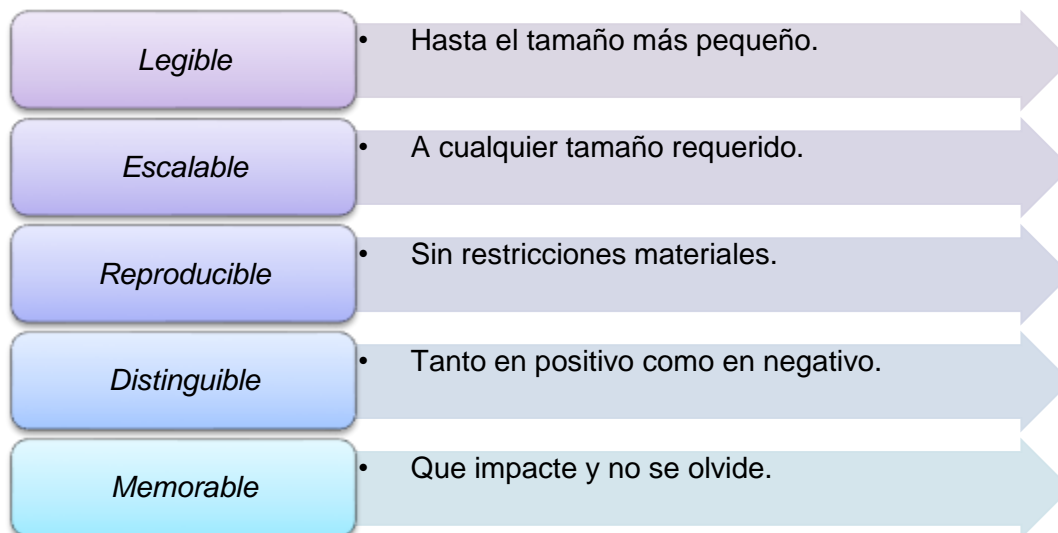 Legible
• Hasta el tamaño más pequeño.
Escalable
• A cualquier tamaño requerido.
Reproducible
• Sin restricciones materiales.
Distinguible
• Tanto en positivo como en negativo.
Memorable
• Que impacte y no se olvide.